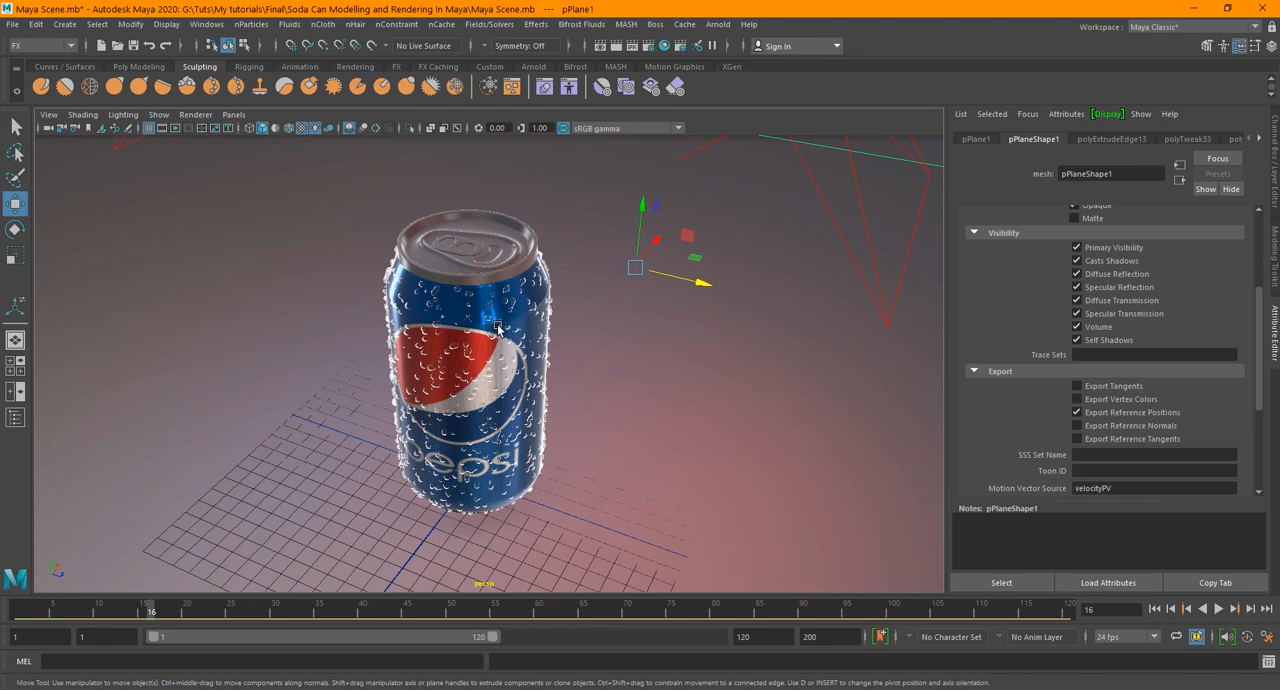 Maya Scene.mb* - Autodesk Maya 2020: G:\Tuts\My tutorials\Final\Soda Can Modelling and Rendering In Maya\Maya Scene.mb --- pPlane1
File Edit Create Select Modify Display Windows nParticles Fluids nCloth nHair nConstraint nCache Fields/Solvers Effects Bifrost Fluids MASH Boss Cache Arnold Help
Workspace : Maya Classic*
FX No Live Surface Symmetry: Off Sign In
Curves / Surfaces Poly Modeling Sculpting Rigging Animation Rendering FX FX Caching Custom Arnold Bifrost MASH Motion Graphics XGen
View Shading Lighting Show Renderer Panels
0.00 1.00 sRGB gamma
pepsi
persp
List Selected Focus Attributes Display Show Help
pPlane1 pPlaneShape1 polyExtrudeEdge13 polyTweak33
mesh: pPlaneShape1
Focus
Presets
Show Hide
Opaque
Matte
Visibility
Primary Visibility
Casts Shadows
Diffuse Reflection
Specular Reflection
Diffuse Transmission
Specular Transmission
Volume
Self Shadows
Trace Sets
Export
Export Tangents
Export Vertex Colors
Export Reference Positions
Export Reference Normals
Export Reference Tangents
SSS Set Name
Toon ID
Motion Vector Source velocityPV
Notes: pPlaneShape1
Select Load Attributes Copy Tab
Channel Box / Layer Editor
Modeling Toolkit
Attribute Editor
5 10 15 16 20 25 30 35 40 45 50 55 60 65 70 75 80 85 90 95 100 105 110 115 120 16
1 1 1 120 120 200 No Character Set No Anim Layer 24 fps
MEL
Move Tool: Use manipulator to move object(s). Ctrl+middle-drag to move components along normals. Shift+drag manipulator axis or plane handles to extrude components or clone objects. Ctrl+Shift+drag to constrain movement to a connected edge. Use D or INSERT to change the pivot position and axis orientation.